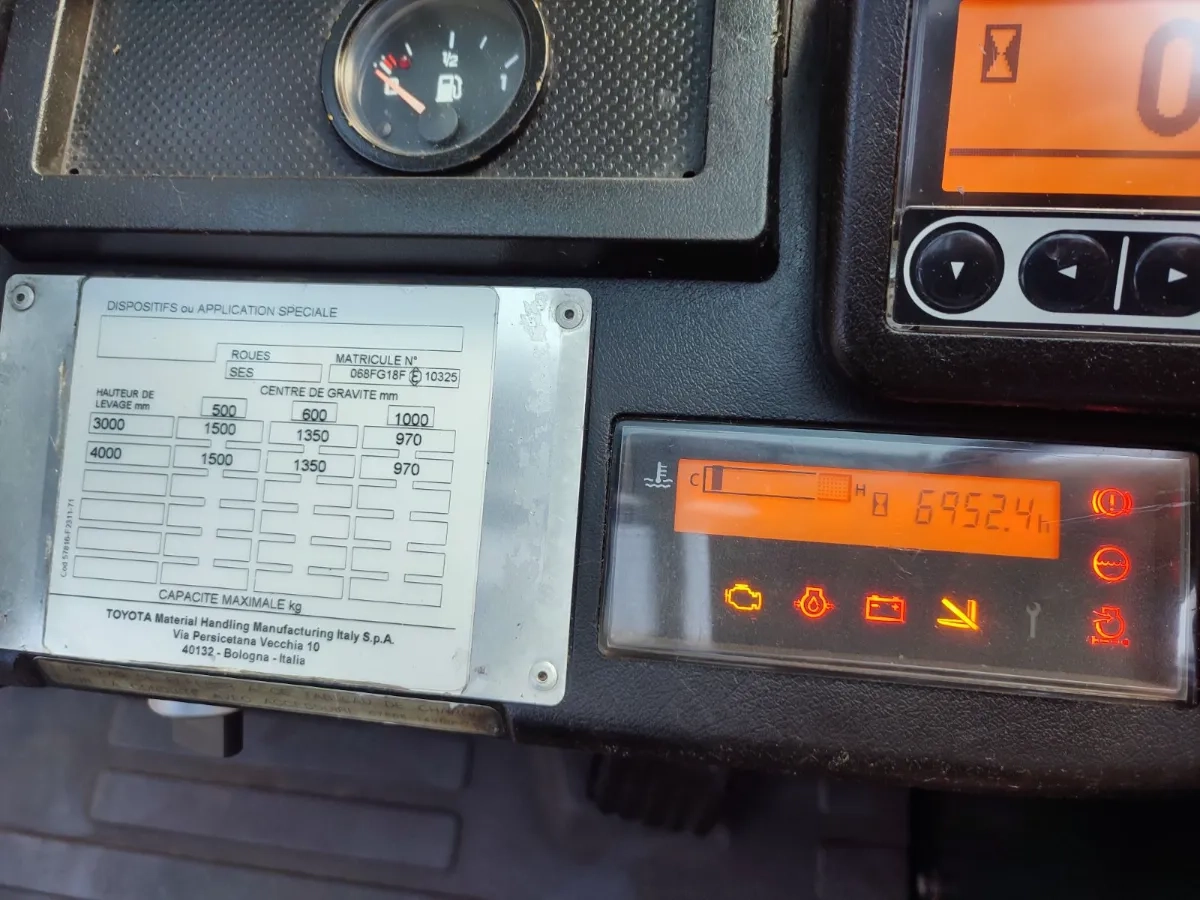 1/2
1
0
DISPOSITIFS ou APPLICATION SPECIALE
ROUES
SES
MATRICULE N°
068FG18F Ⓔ 10325
HAUTEUR DE
LEVAGE mm
CENTRE DE GRAVITE mm
500 600 1000
3000 1500 1350 970
4000 1500 1350 970
CAPACITE MAXIMALE kg
TOYOTA Material Handling Manufacturing Italy S.p.A.
Via Persicetana Vecchia 10
40132 - Bologna - Italia
C H 6952.4h
TABLEAU DE